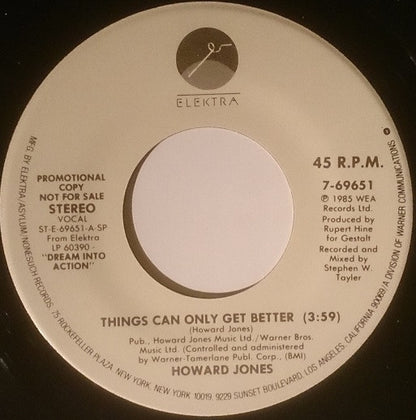 ELEKTRA
45 R.P.M.
7-69651
Ⓟ 1985 WEA
Records Ltd.
Produced by
Rupert Hine
for Gestalt
Recorded and
Mixed by
Stephen W.
Tayler
PROMOTIONAL
COPY
NOT FOR SALE
STEREO
VOCAL
ST-E-69651-A-SP
From Elektra
LP 60390 -
"DREAM INTO
ACTION"
THINGS CAN ONLY GET BETTER (3:59)
(Howard Jones)
Pub., Howard Jones Music Ltd./Warner Bros.
Music Ltd. (Controlled and administered
by Warner-Tamerlane Publ. Corp., (BMI)
HOWARD JONES
MFG. BY ELEKTRA/ASYLUM/NONESUCH RECORDS, 75 ROCKEFELLER PLAZA, NEW YORK, NEW YORK 10019. 9229 SUNSET BOULEVARD, LOS ANGELES, CALIFORNIA 90069/A DIVISION OF WARNER COMMUNICATIONS